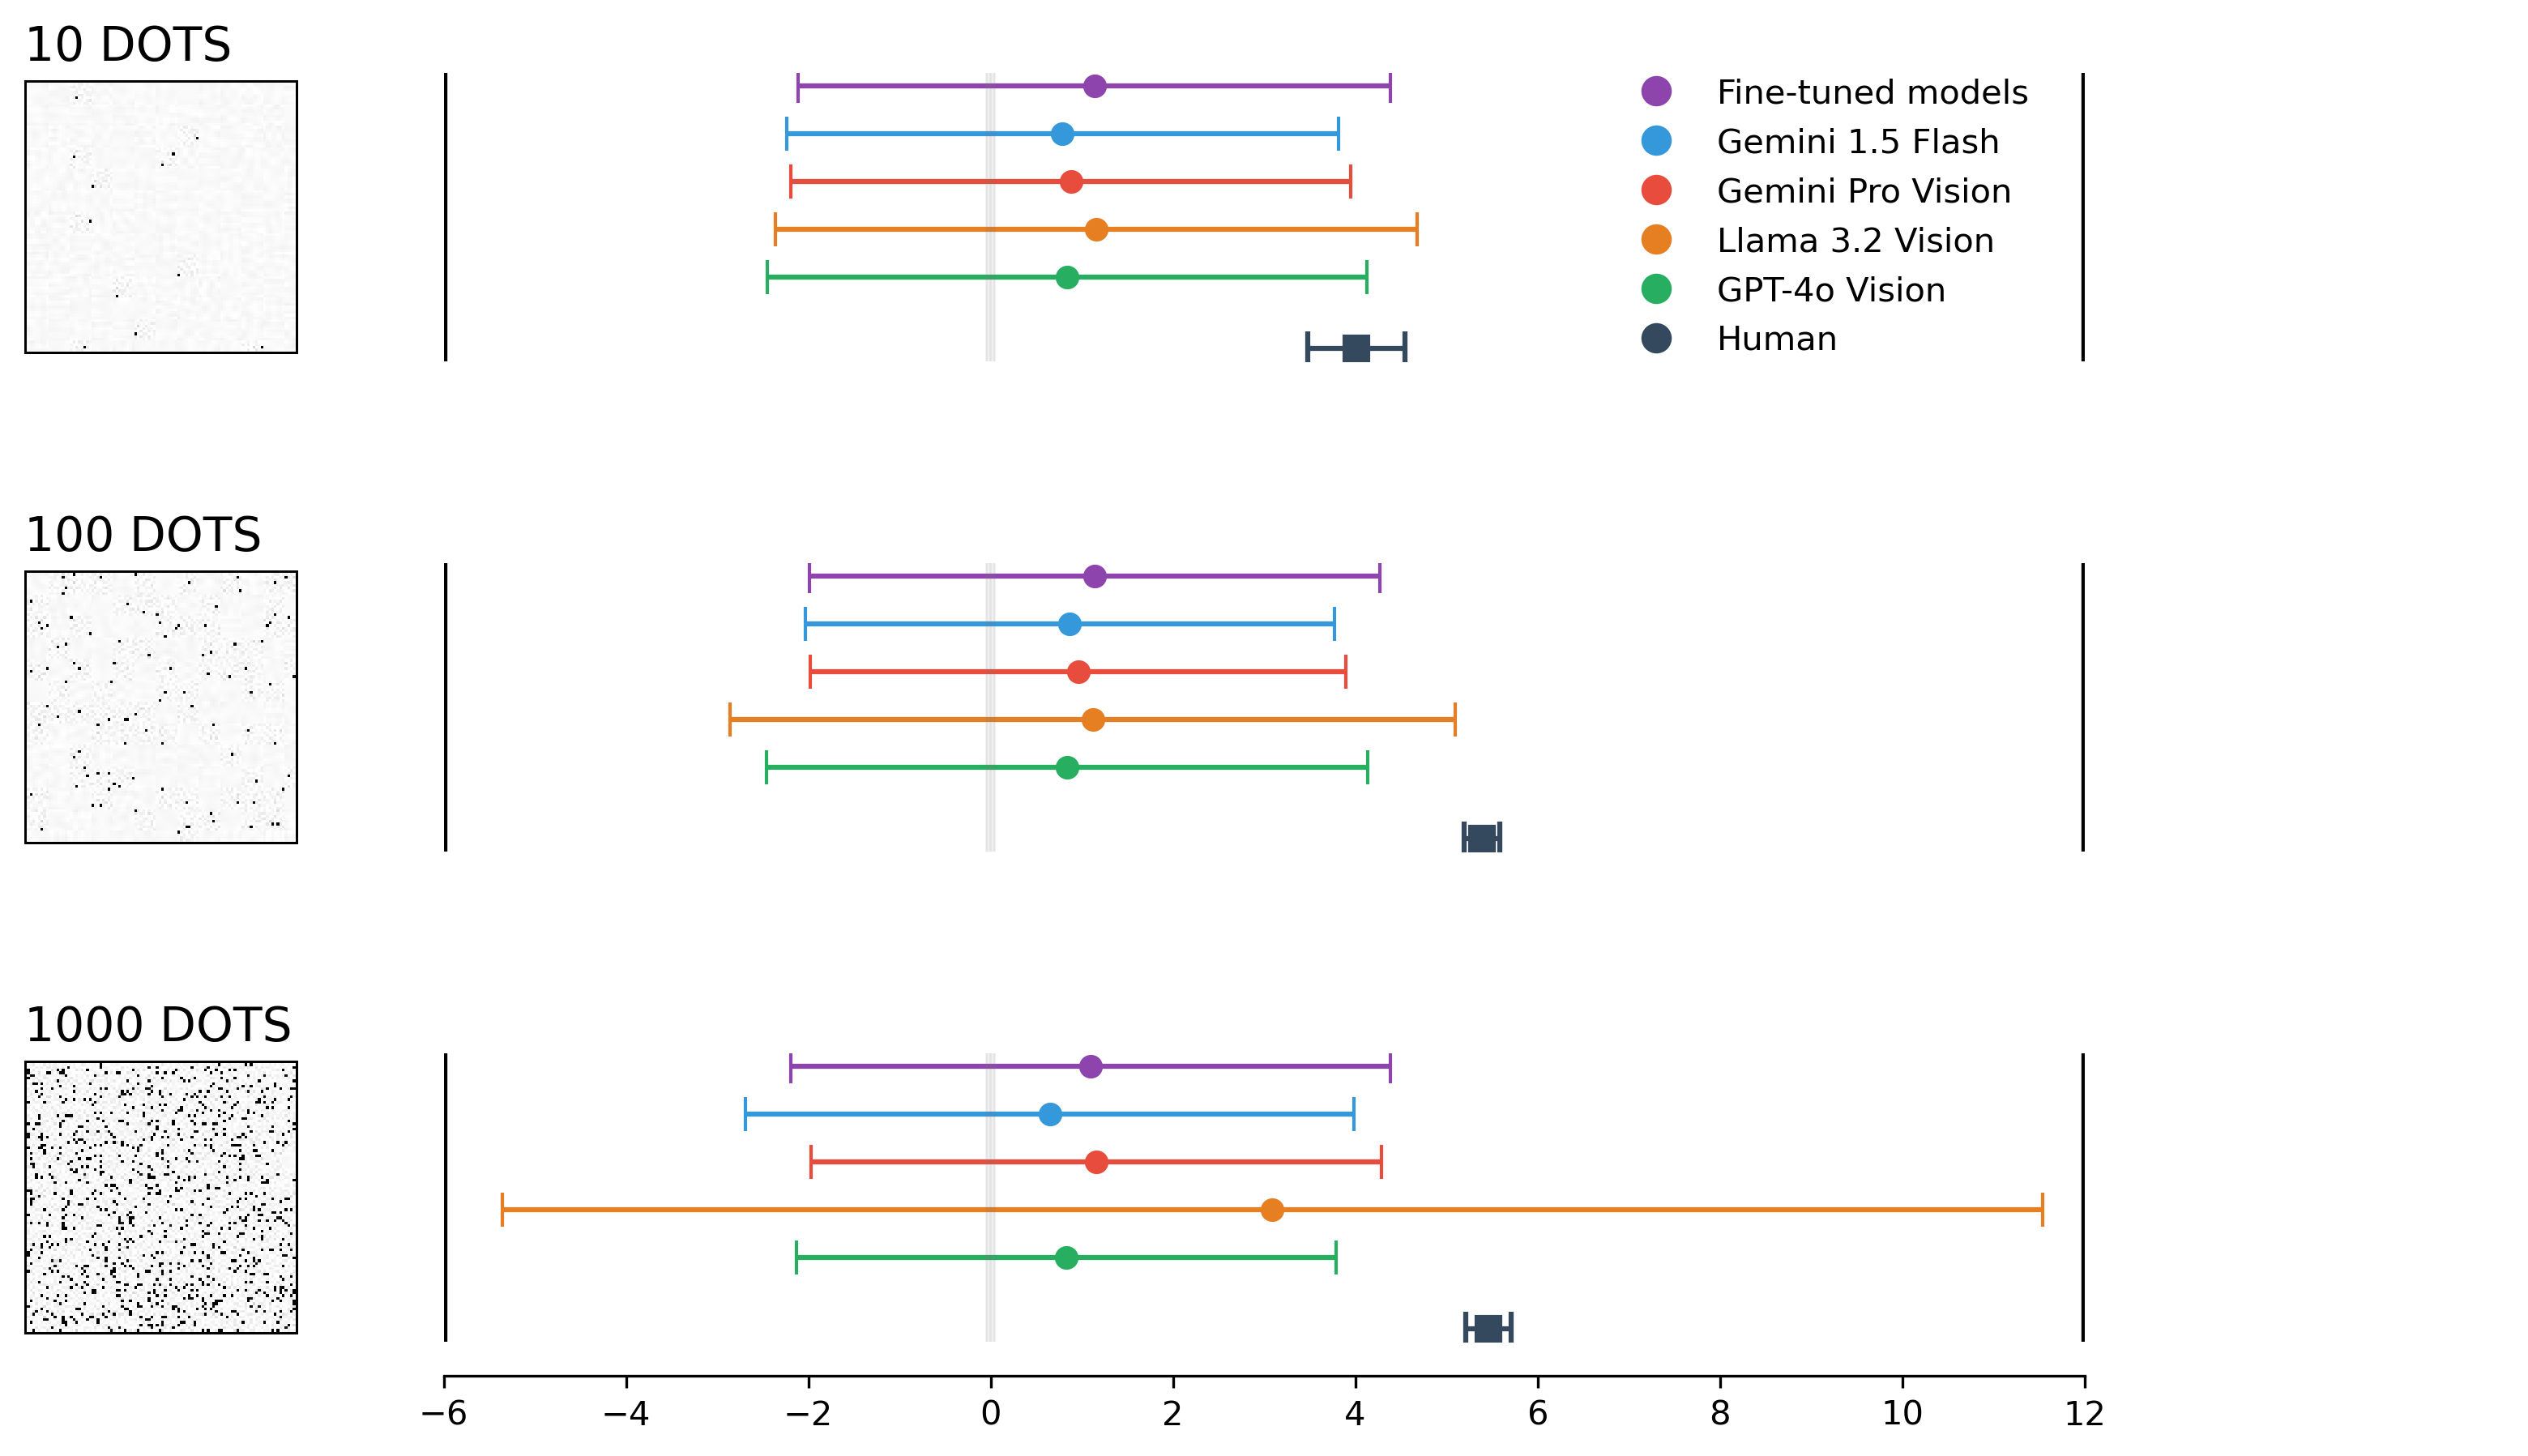 10 DOTS
Fine-tuned models
Gemini 1.5 Flash
Gemini Pro Vision
Llama 3.2 Vision
GPT-4o Vision
Human
100 DOTS
1000 DOTS
−6 −4 −2 0 2 4 6 8 10 12